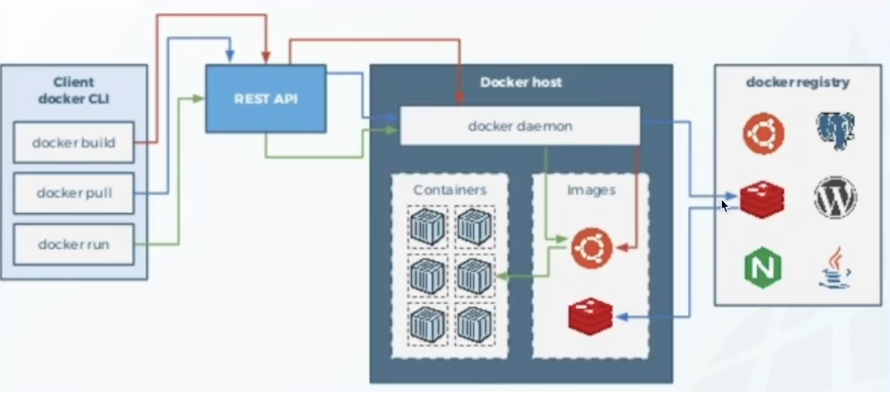 Client
docker CLI
docker build
docker pull
docker run
REST API
Docker host
docker daemon
Containers
Images
docker registry
N
W